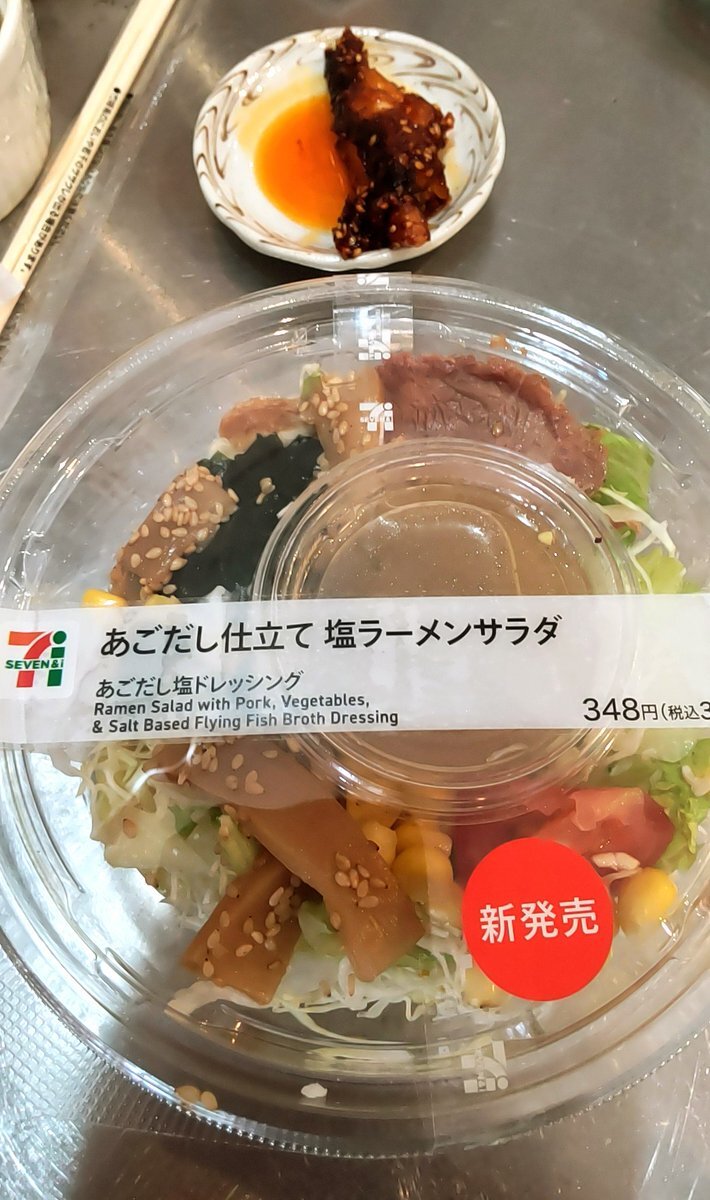 SEVEN&i
あごだし仕立て 塩ラーメンサラダ
あごだし塩ドレッシング
Ramen Salad with Pork, Vegetables,
& Salt Based Flying Fish Broth Dressing
348円(税込3
新発売